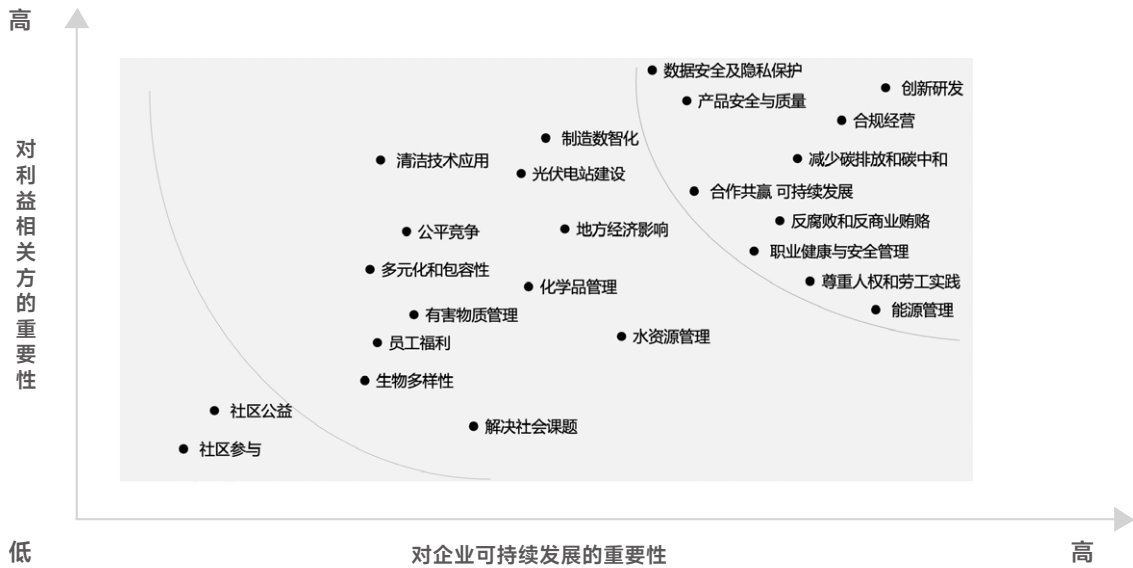 高
数据安全及隐私保护
创新研发
产品安全与质量
合规经营
制造数智化
清洁技术应用
减少碳排放和碳中和
光伏电站建设
合作共赢 可持续发展
反腐败和反商业贿赂
公平竞争
地方经济影响
职业健康与安全管理
多元化和包容性
尊重人权和劳工实践
化学品管理
能源管理
有害物质管理
水资源管理
员工福利
生物多样性
社区公益
解决社会课题
社区参与
对利益相关方的重要性
低
对企业可持续发展的重要性
高